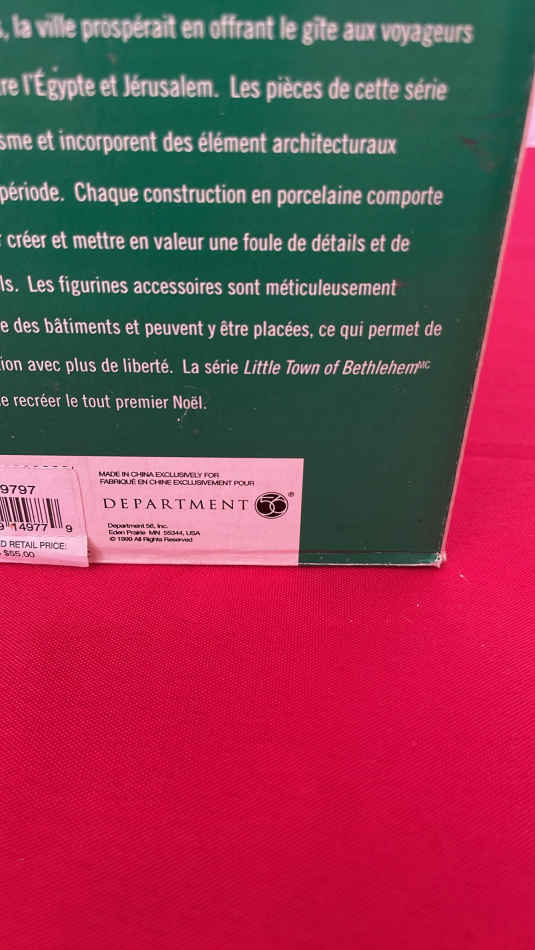 , la ville prospérait en offrant le gîte aux voyageurs
re l'Égypte et Jérusalem. Les pièces de cette série
sme et incorporent des élément architecturaux
période. Chaque construction en porcelaine comporte
créer et mettre en valeur une foule de détails et de
ls. Les figurines accessoires sont méticuleusement
e des bâtiments et peuvent y être placées, ce qui permet de
ion avec plus de liberté. La série Little Town of Bethlehem MC
e recréer le tout premier Noël.
MADE IN CHINA EXCLUSIVELY FOR
FABRIQUÉ EN CHINE EXCLUSIVEMENT POUR
DEPARTMENT 56 ®
Department 56, Inc.
Eden Prairie MN 55344, USA
© 1999 All Rights Reserved
9797
9 14977 9
D RETAIL PRICE:
$55.00